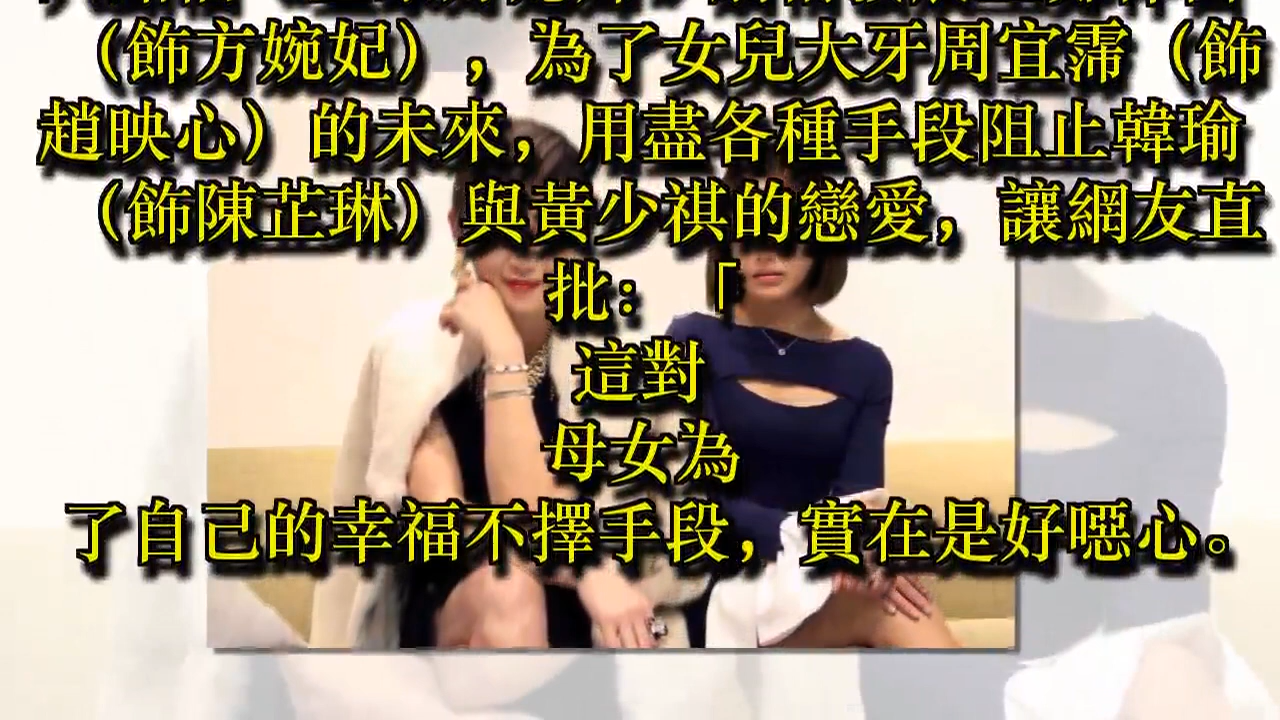 （飾方婉妃），為了女兒大牙周宜霈（飾
趙映心）的未來，用盡各種手段阻止韓瑜
（飾陳芷琳）與黃少祺的戀愛，讓網友直
批：「
這對
母女為
了自己的幸福不擇手段，實在是好噁心。